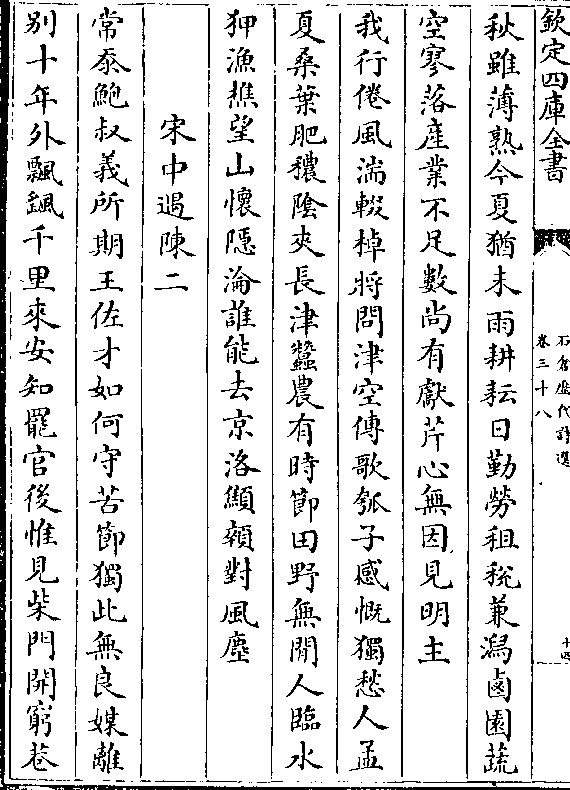 欽定四庫全書
石倉歷代詩選
卷三十八
十四
秋雖薄熟今夏猶未雨耕耘日勤勞租稅兼潟鹵園蔬
空寥落產業不足數尚有獻芹心無因見明主
我行倦風湍輟棹將問津空傳歌瓠子感慨獨愁人孟
夏桑葉肥穠陰夾長津蠶農有時節田野無閒人臨水
狎漁樵望山懷隱淪誰能去京洛顦顇對風塵
宋中遇陳二
常忝鮑叔義所期王佐才如何守苦節獨此無良媒離
別十年外飄颻千里來安知罷官後惟見柴門開窮巷